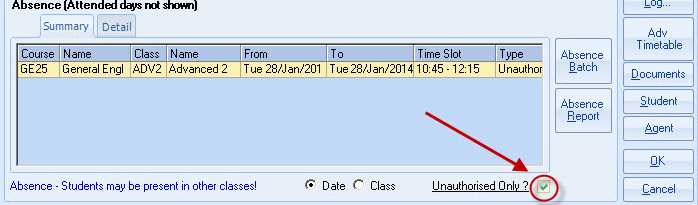 Absence (Attended days not shown)
Log...
Summary Detail
Adv Timetable
Course Name Class Name From To Time Slot Type
Absence Batch
GE25 General Engl ADV2 Advanced 2 Tue 28/Jan/201 Tue 28/Jan/2014 10:45 - 12:15 Unauthor
Documents
Absence Report
Student
Agent
OK
Absence - Students may be present in other classes! Date Class Unauthorised Only ?
Cancel